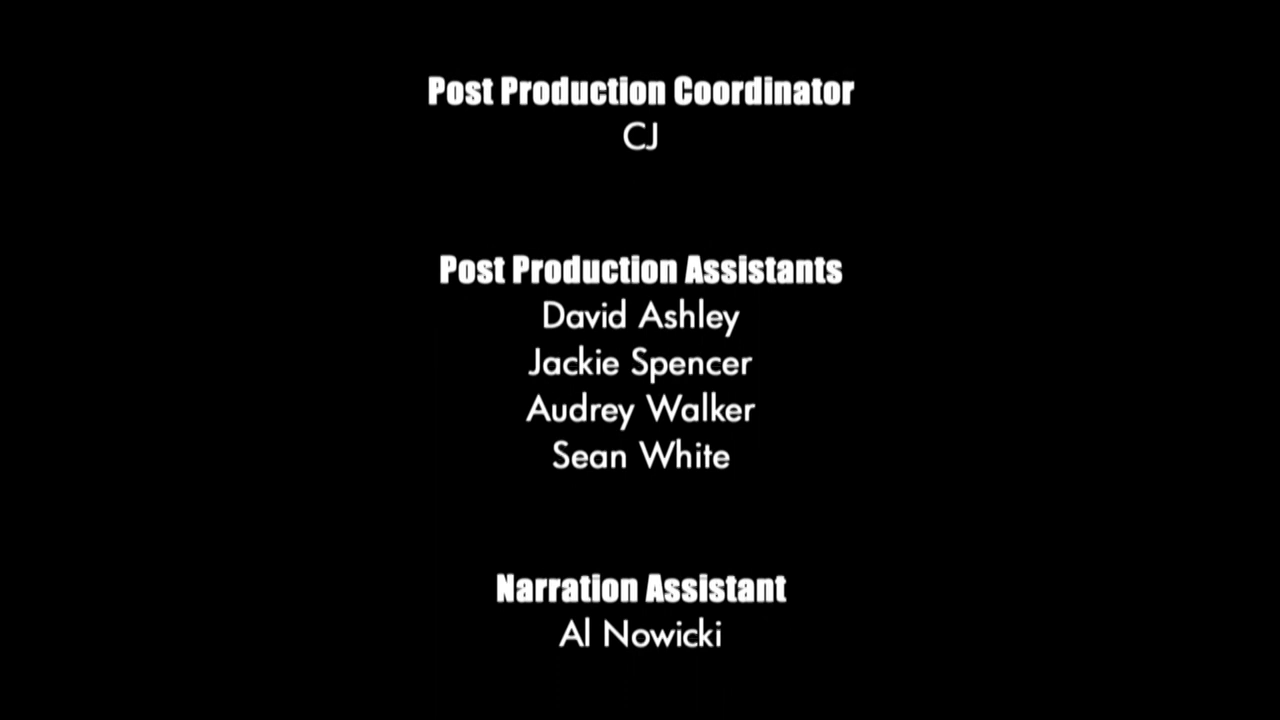 Post Production Coordinator
CJ
Post Production Assistants
David Ashley
Jackie Spencer
Audrey Walker
Sean White
Narration Assistant
Al Nowicki